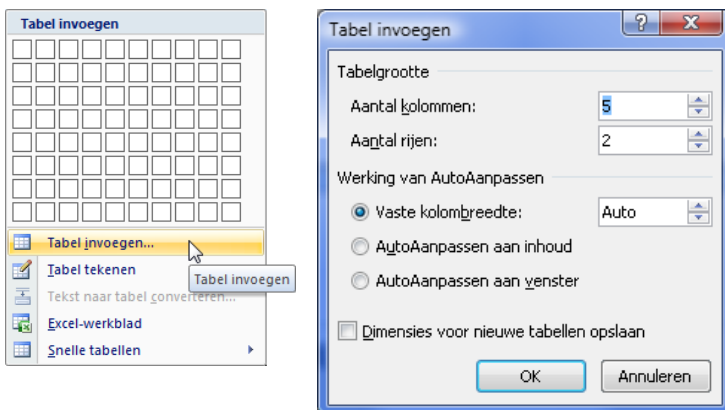 Tabel invoegen
Tabel invoegen...
Tabel tekenen
Tabel invoegen
Tekst naar tabel converteren...
Excel-werkblad
Snelle tabellen
Tabel invoegen
Tabelgrootte
Aantal kolommen: 5
Aantal rijen: 2
Werking van AutoAanpassen
Vaste kolombreedte: Auto
AutoAanpassen aan inhoud
AutoAanpassen aan venster
Dimensies voor nieuwe tabellen opslaan
OK Annuleren